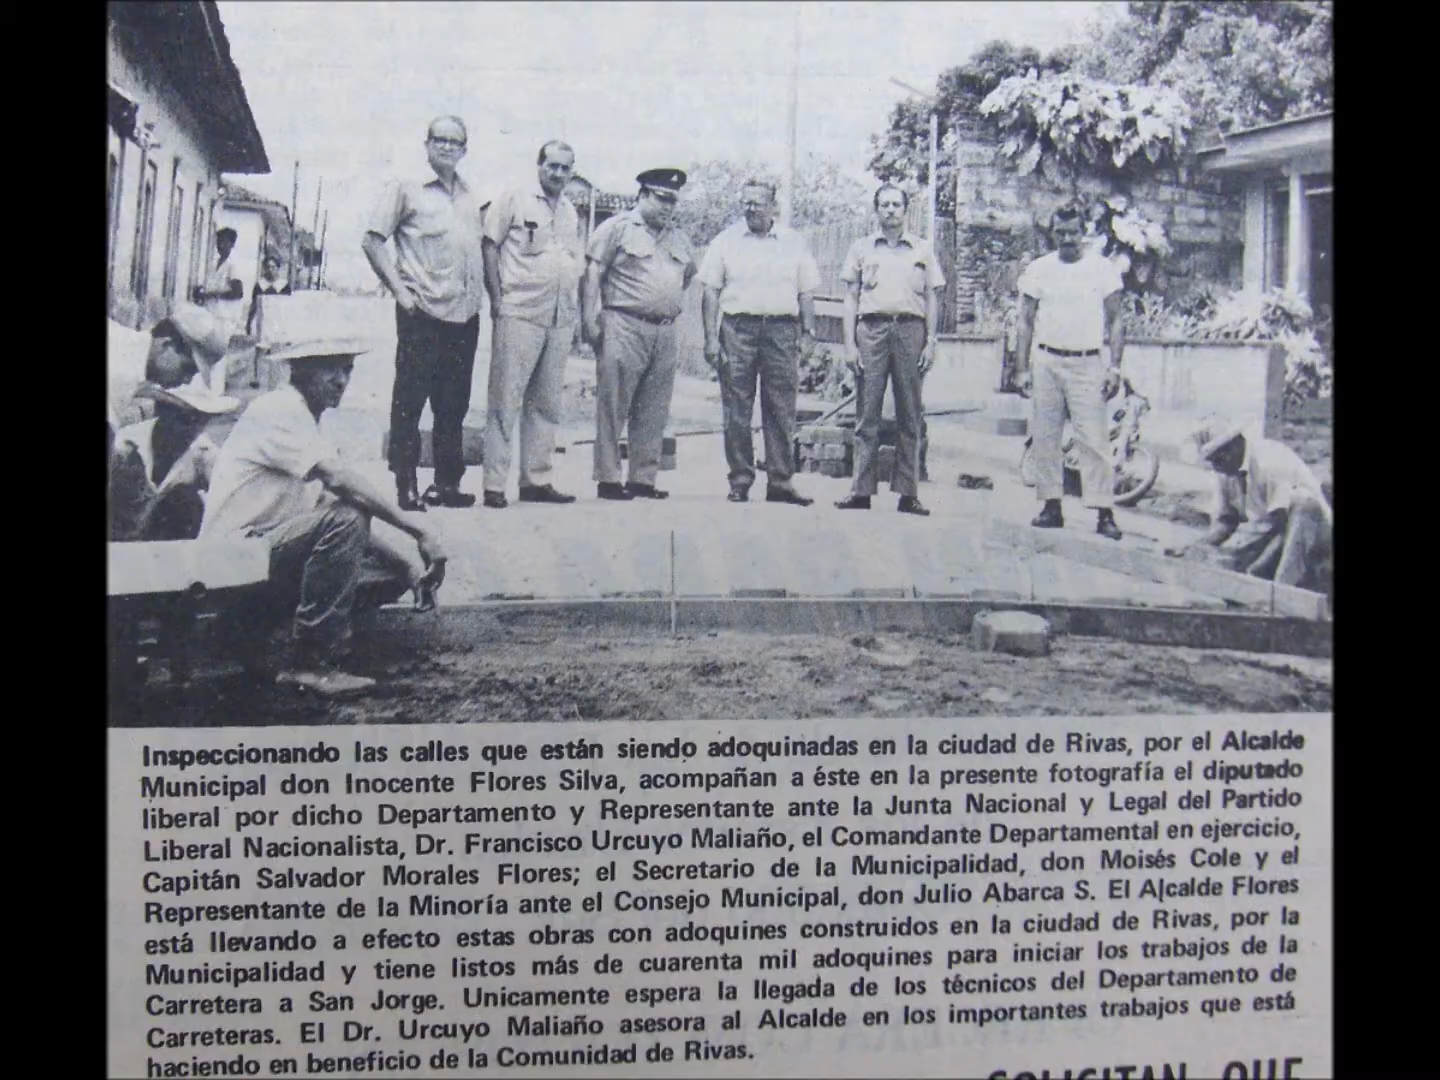 Inspeccionando las calles que están siendo adoquinadas en la ciudad de Rivas, por el Alcalde
Municipal don Inocente Flores Silva, acompañan a éste en la presente fotografía el diputado
liberal por dicho Departamento y Representante ante la Junta Nacional y Legal del Partido
Liberal Nacionalista, Dr. Francisco Urcuyo Maliaño, el Comandante Departamental en ejercicio,
Capitán Salvador Morales Flores; el Secretario de la Municipalidad, don Moisés Cole y el
Representante de la Minoría ante el Consejo Municipal, don Julio Abarca S. El Alcalde Flores
está llevando a efecto estas obras con adoquines construidos en la ciudad de Rivas, por la
Municipalidad y tiene listos más de cuarenta mil adoquines para iniciar los trabajos de la
Carretera a San Jorge. Unicamente espera la llegada de los técnicos del Departamento de
Carreteras. El Dr. Urcuyo Maliaño asesora al Alcalde en los importantes trabajos que está
haciendo en beneficio de la Comunidad de Rivas.
SOLICITAN QUE